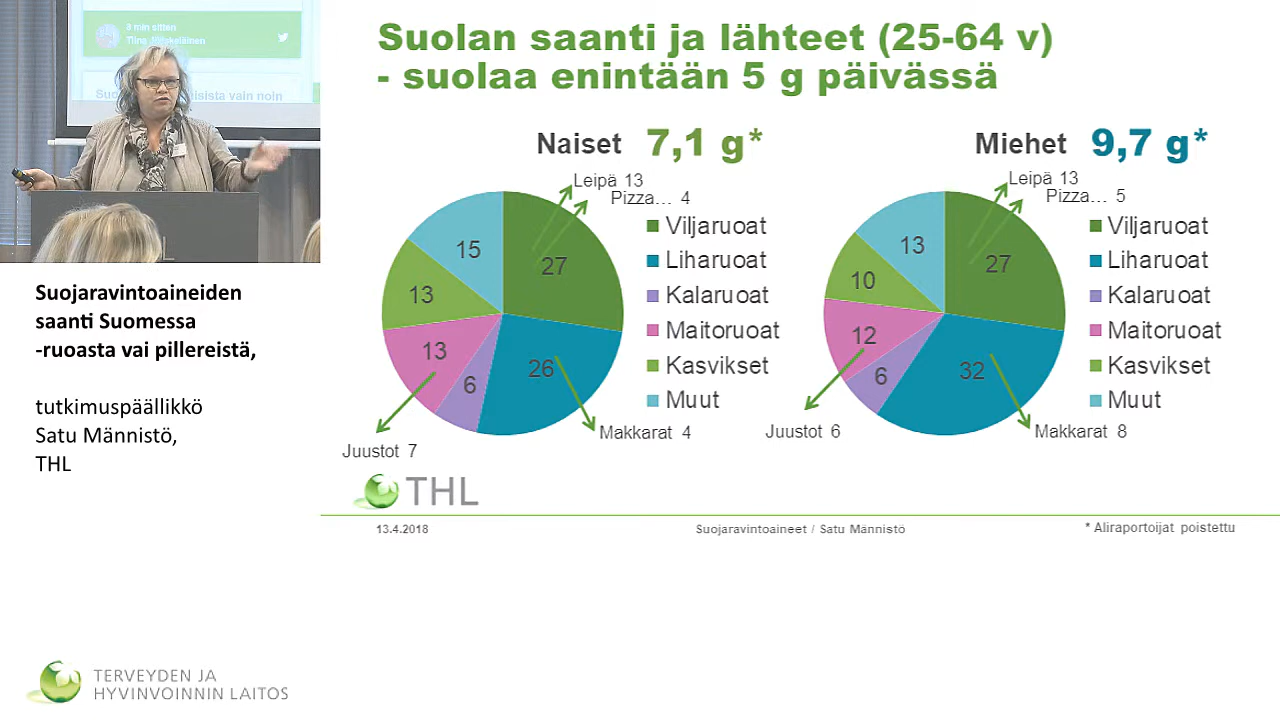 8 min sitten
Tiina Jääskeläinen
vain noin
Suojaravintoaineiden
saanti Suomessa
-ruoasta vai pillereistä,
tutkimuspäällikkö
Satu Männistö,
THL
TERVEYDEN JA
HYVINVOINNIN LAITOS
Suolan saanti ja lähteet (25-64 v)
- suolaa enintään 5 g päivässä
Naiset 7,1 g*
Leipä 13
Pizza... 4
27
26
6
13
13
15
Viljaruoat
Liharuoat
Kalaruoat
Maitoruoat
Kasvikset
Muut
Juustot 7
Makkarat 4
Miehet 9,7 g*
Leipä 13
Pizza... 5
27
32
6
12
10
13
Viljaruoat
Liharuoat
Kalaruoat
Maitoruoat
Kasvikset
Muut
Juustot 6
Makkarat 8
THL
13.4.2018
Suojaravintoaineet / Satu Männistö
* Aliraportoijat poistettu